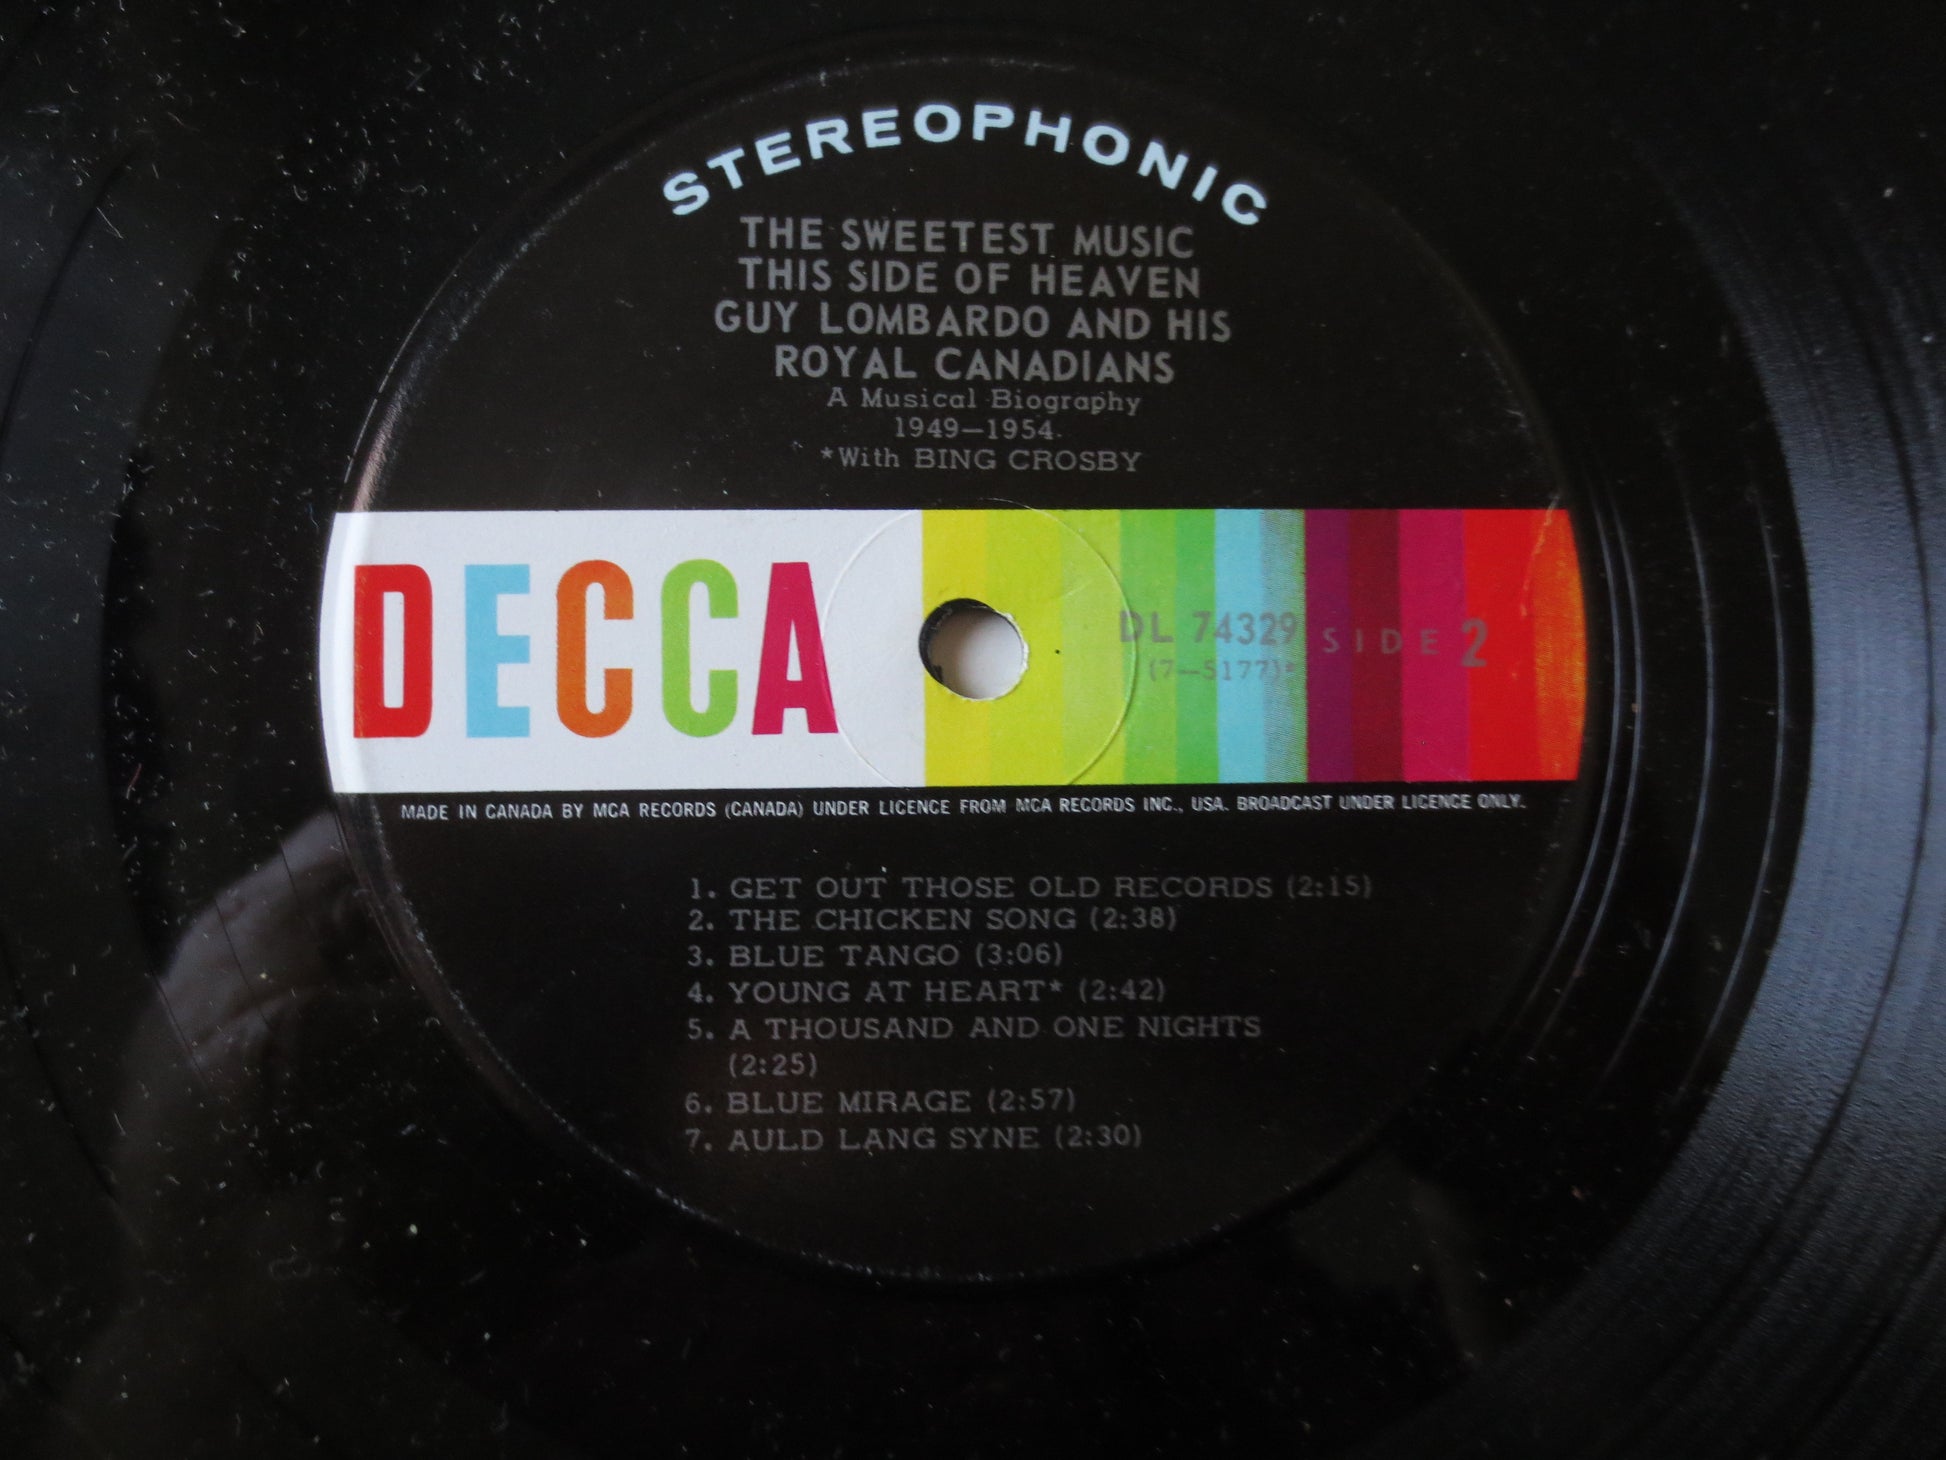 STEREOPHONIC
THE SWEETEST MUSIC
THIS SIDE OF HEAVEN
GUY LOMBARDO AND HIS
ROYAL CANADIANS
A Musical Biography
1949—1954
*With BING CROSBY
DECCA
DL 74329 SIDE 2
(7—5177)*
MADE IN CANADA BY MCA RECORDS (CANADA) UNDER LICENCE FROM MCA RECORDS INC., USA. BROADCAST UNDER LICENCE ONLY.
1. GET OUT THOSE OLD RECORDS (2:15)
2. THE CHICKEN SONG (2:38)
3. BLUE TANGO (3:06)
4. YOUNG AT HEART* (2:42)
5. A THOUSAND AND ONE NIGHTS
(2:25)
6. BLUE MIRAGE (2:57)
7. AULD LANG SYNE (2:30)